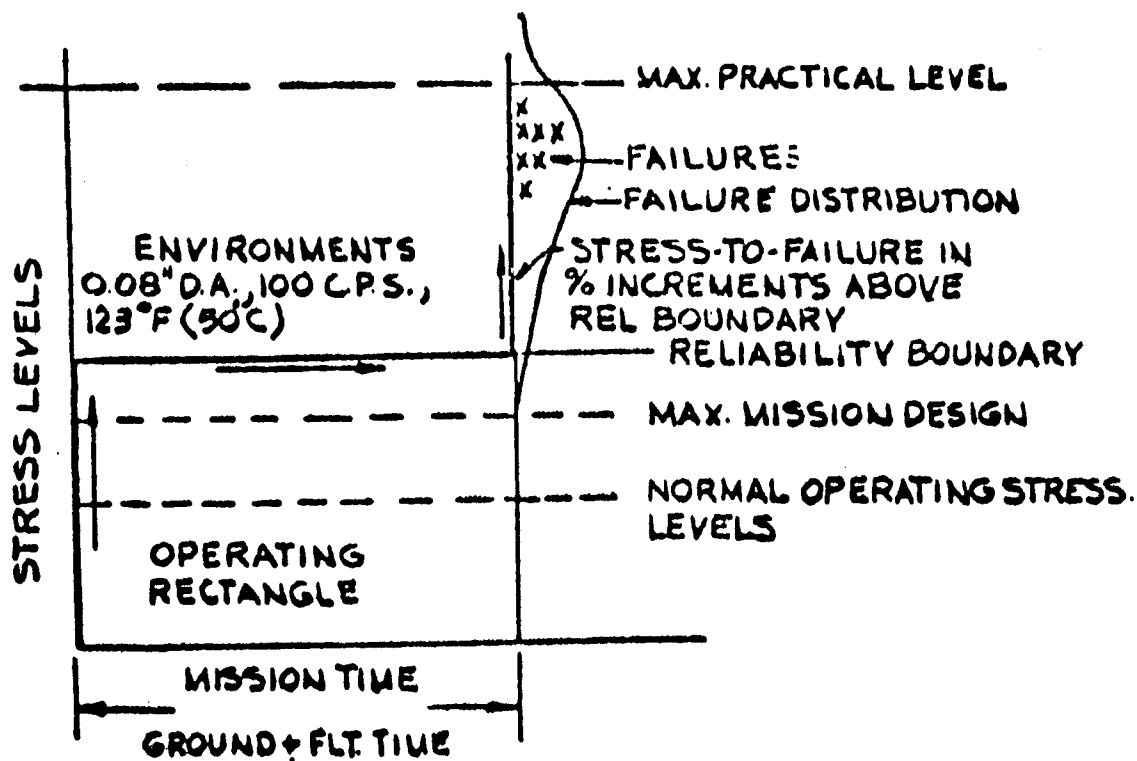 MAX. PRACTICAL LEVEL
x
xxx
xx
FAILURES
x
FAILURE DISTRIBUTION
ENVIRONMENTS
0.08" D.A., 100 C.P.S.,
123°F (50°C)
STRESS-TO-FAILURE IN
% INCREMENTS ABOVE
REL BOUNDARY
RELIABILITY BOUNDARY
MAX. MISSION DESIGN
NORMAL OPERATING STRESS.
LEVELS
STRESS LEVELS
OPERATING
RECTANGLE
MISSION TIME
GROUND + FLT. TIME